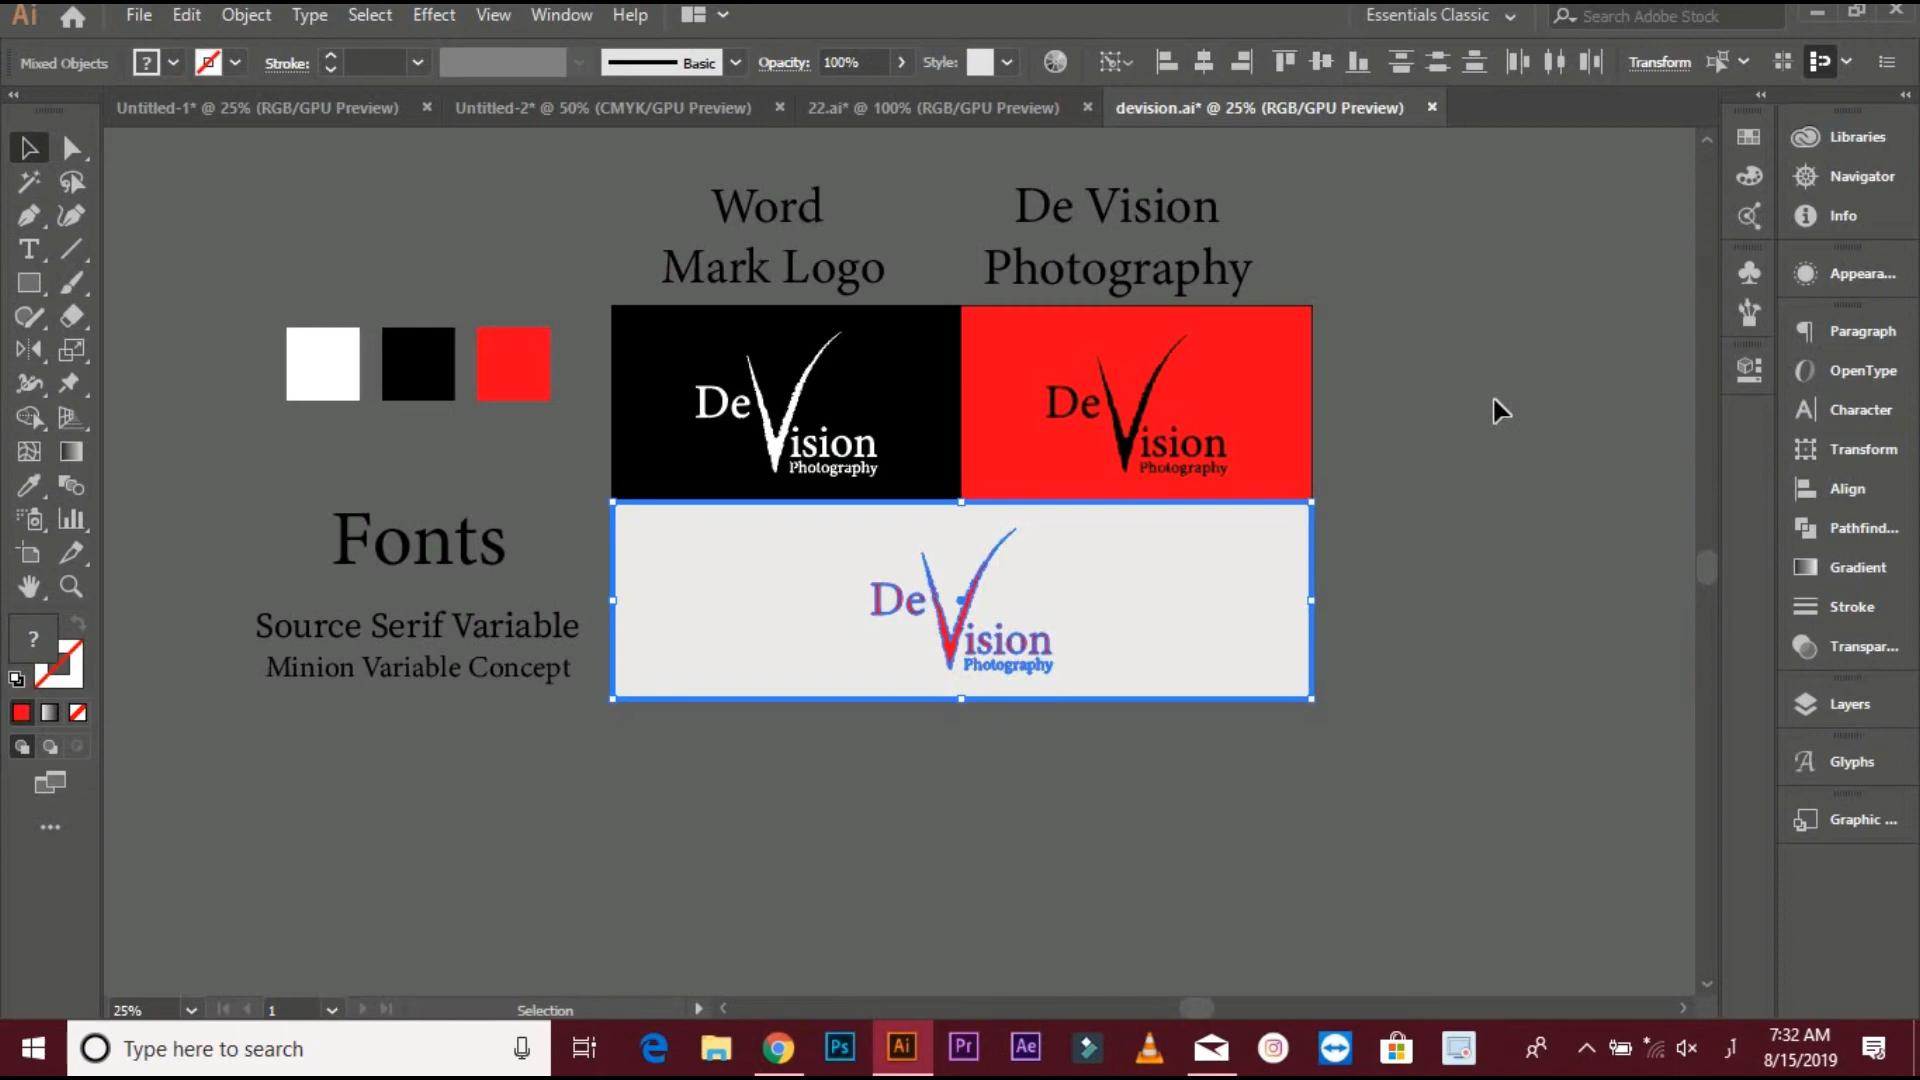 Ai File Edit Object Type Select Effect View Window Help Essentials Classic Search Adobe Stock
Mixed Objects ? Stroke: Basic Opacity: 100% Style: Transform
Untitled-1* @ 25% (RGB/GPU Preview) × Untitled-2* @ 50% (CMYK/GPU Preview) × 22.ai* @ 100% (RGB/GPU Preview) × devision.ai* @ 25% (RGB/GPU Preview) ×
Libraries
Navigator
Info
Appeara...
Paragraph
OpenType
Character
Transform
Align
Pathfind...
Gradient
Stroke
Transpar...
Layers
Glyphs
Graphic ...
Word
Mark Logo
De Vision
Photography
De Vision
Photography
De Vision
Photography
De Vision
Photography
Fonts
Source Serif Variable
Minion Variable Concept
?
25% 1 Selection
Type here to search
Ps Ai Pr Ae
7:32 AM
8/15/2019